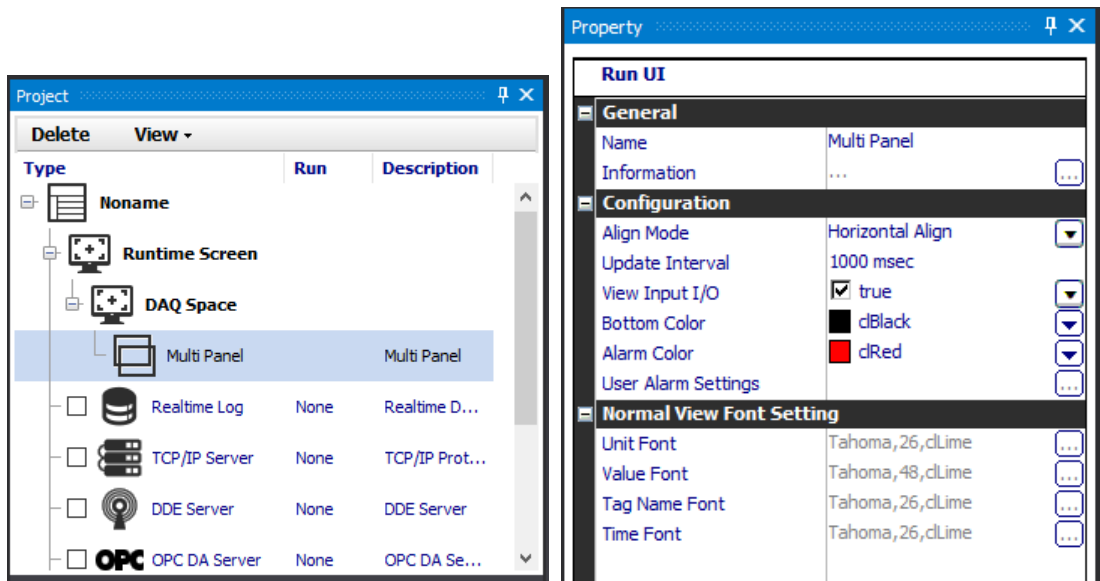 Project
Delete View
Type Run Description
Noname
Runtime Screen
DAQ Space
Multi Panel Multi Panel
Realtime Log None Realtime D...
TCP/IP Server None TCP/IP Prot...
DDE Server None DDE Server
OPC OPC DA Server None OPC DA Se...
Property
Run UI
General
Name Multi Panel
Information ...
Configuration
Align Mode Horizontal Align
Update Interval 1000 msec
View Input I/O true
Bottom Color clBlack
Alarm Color clRed
User Alarm Settings ...
Normal View Font Setting
Unit Font Tahoma,26,clLime ...
Value Font Tahoma,48,clLime ...
Tag Name Font Tahoma,26,clLime ...
Time Font Tahoma,26,clLime ...